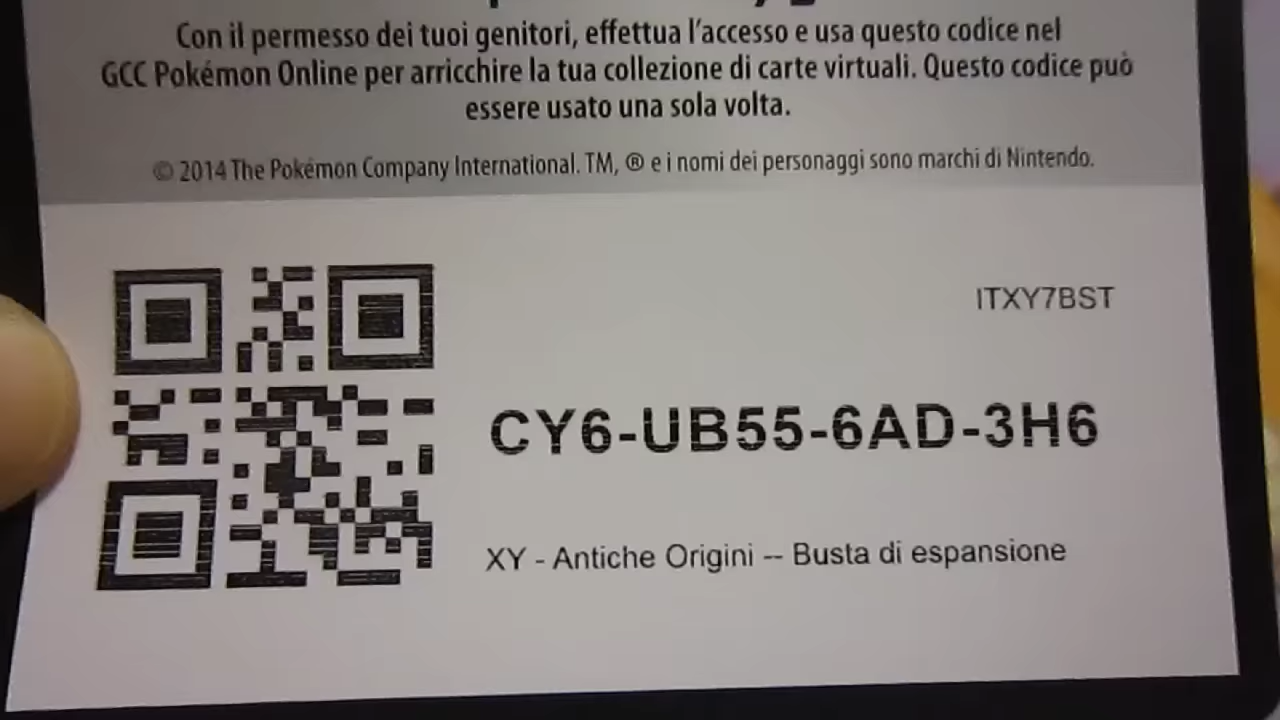 Con il permesso dei tuoi genitori, effettua l'accesso e usa questo codice nel
GCC Pokémon Online per arricchire la tua collezione di carte virtuali. Questo codice può
essere usato una sola volta.
© 2014 The Pokémon Company International. TM, ® e i nomi dei personaggi sono marchi di Nintendo.
ITXY7BST
CY6-UB55-6AD-3H6
XY - Antiche Origini -- Busta di espansione